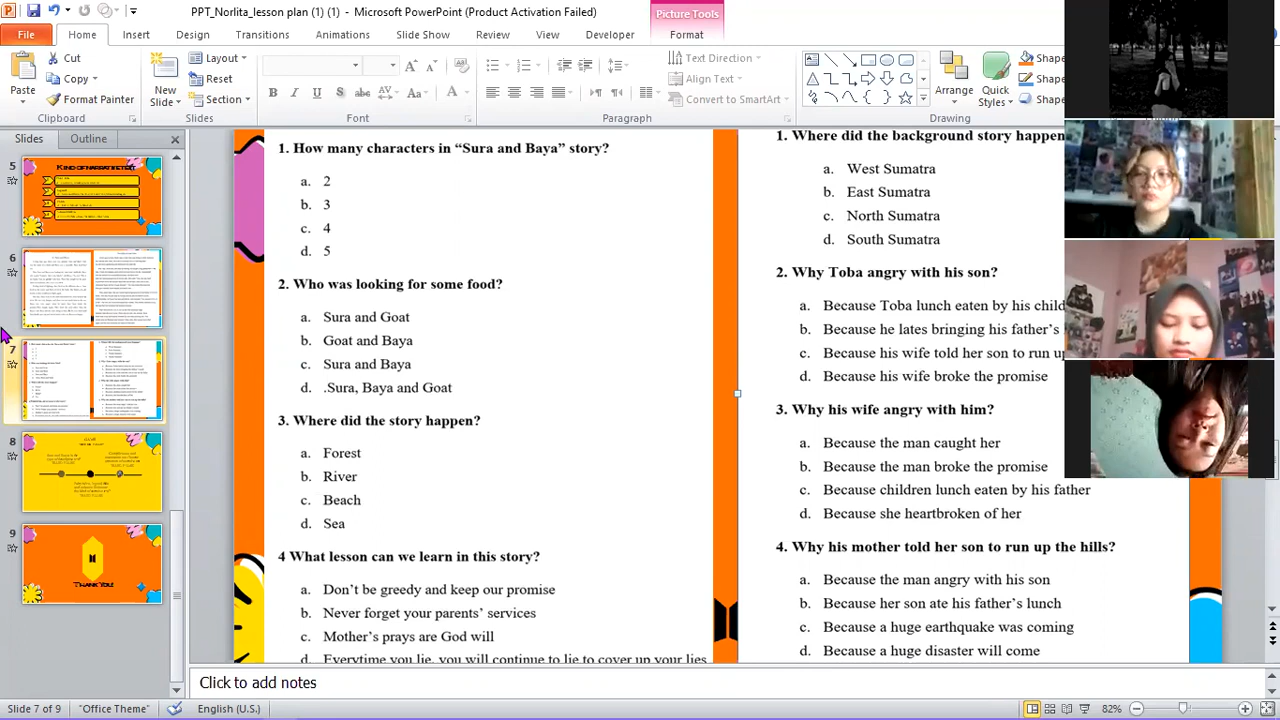 PPT_Norlita_lesson plan (1) (1) - Microsoft PowerPoint (Product Activation Failed)
Picture Tools
File Home Insert Design Transitions Animations Slide Show Review View Developer Format
Paste
Cut
Copy
Format Painter
Clipboard
New Slide
Layout
Reset
Section
Slides
B I U S abc AV Aa A
Font
Text Direction
Align Text
Convert to SmartArt
Paragraph
Arrange
Quick Styles
Shape
Shape
Shape
Drawing
Slides Outline
5
6
7
8
9
THANK YOU!
1. How many characters in “Sura and Baya” story?
a. 2
b. 3
c. 4
d. 5
2. Who was looking for some food?
a. Sura and Goat
b. Goat and Baya
c. Sura and Baya
d. .Sura, Baya and Goat
3. Where did the story happen?
a. Forest
b. River
c. Beach
d. Sea
4 What lesson can we learn in this story?
a. Don’t be greedy and keep our promise
b. Never forget your parents’ services
c. Mother’s prays are God will
d. Everytime you lie, you will continue to lie to cover up your lies
1. Where did the background story happen
a. West Sumatra
b. East Sumatra
c. North Sumatra
d. South Sumatra
2. Why Toba angry with his son?
a. Because Toba lunch eaten by his child
b. Because he lates bringing his father’s
c. Because his wife told her son to run up
d. Because his wife broke the promise
3. Why his wife angry with him?
a. Because the man caught her
b. Because the man broke the promise
c. Because children lunch eaten by his father
d. Because she heartbroken of her
4. Why his mother told her son to run up the hills?
a. Because the man angry with his son
b. Because her son ate his father’s lunch
c. Because a huge earthquake was coming
d. Because a huge disaster will come
Click to add notes
Slide 7 of 9 "Office Theme" English (U.S.) 82%